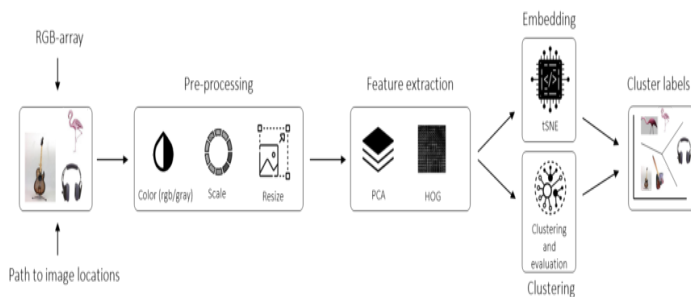 RGB-array
Path to image locations
Pre-processing
Color (rgb/gray)
Scale
Resize
Feature extraction
PCA
HOG
Embedding
</>
tSNE
Clustering
and
evaluation
Clustering
Cluster labels